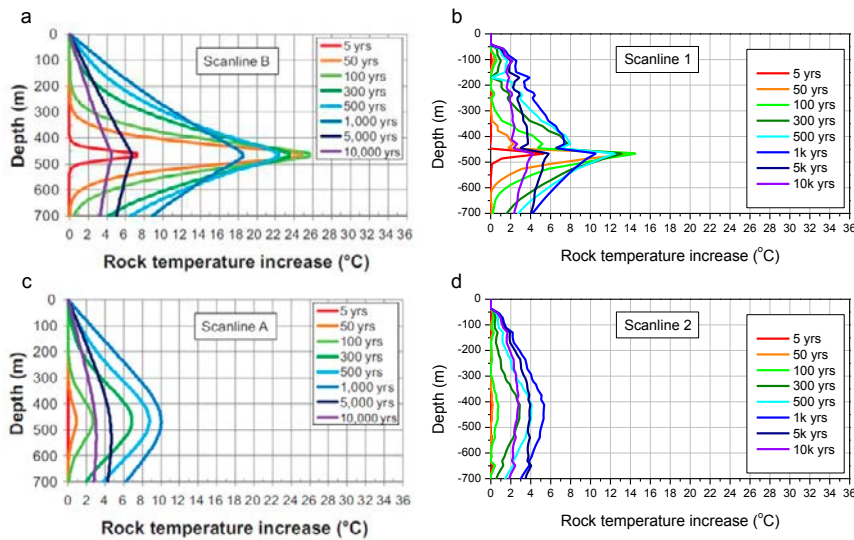 a
Scanline B
5 yrs
50 yrs
100 yrs
300 yrs
500 yrs
1,000 yrs
5,000 yrs
10,000 yrs
Depth (m)
0
100
200
300
400
500
600
700
0 2 4 6 8 10 12 14 16 18 20 22 24 26 28 30 32 34 36
Rock temperature increase (°C)
b
Scanline 1
5 yrs
50 yrs
100 yrs
300 yrs
500 yrs
1k yrs
5k yrs
10k yrs
Depth (m)
0
-100
-200
-300
-400
-500
-600
-700
0 2 4 6 8 10 12 14 16 18 20 22 24 26 28 30 32 34 36
Rock temperature increase (°C)
c
Scanline A
5 yrs
50 yrs
100 yrs
300 yrs
500 yrs
1,000 yrs
5,000 yrs
10,000 yrs
Depth (m)
0
100
200
300
400
500
600
700
0 2 4 6 8 10 12 14 16 18 20 22 24 26 28 30 32 34 36
Rock temperature increase (°C)
d
Scanline 2
5 yrs
50 yrs
100 yrs
300 yrs
500 yrs
1k yrs
5k yrs
10k yrs
Depth (m)
0
-100
-200
-300
-400
-500
-600
-700
0 2 4 6 8 10 12 14 16 18 20 22 24 26 28 30 32 34 36
Rock temperature increase (°C)